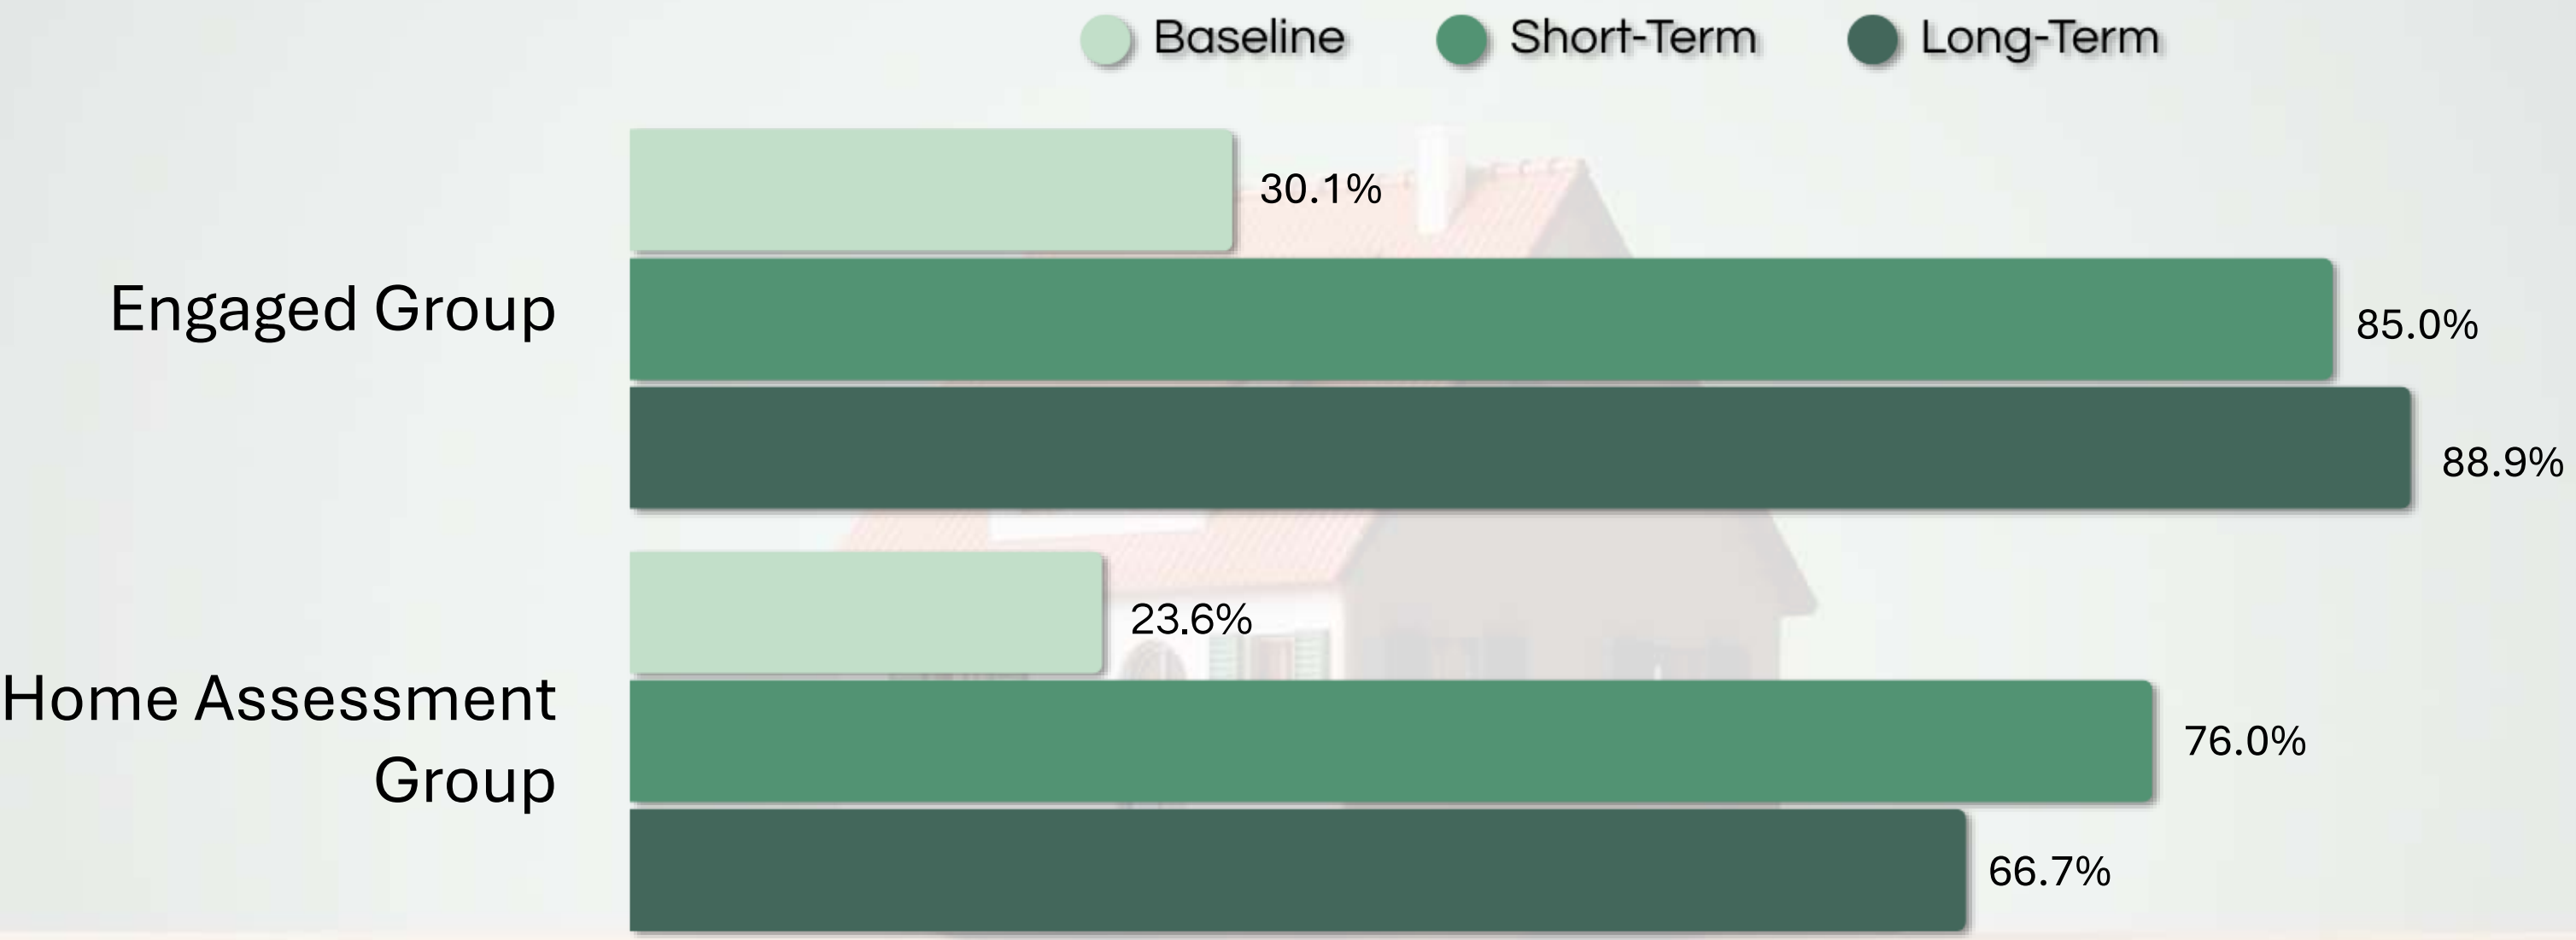 Baseline Short-Term Long-Term
30.1%
Engaged Group
85.0%
88.9%
23.6%
Home Assessment
Group
76.0%
66.7%